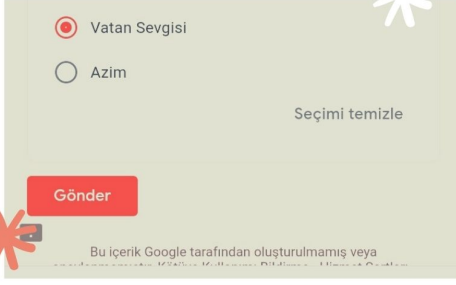 Vatan Sevgisi
Azim
Seçimi temizle
Gönder
Bu içerik Google tarafından oluşturulmamış veya